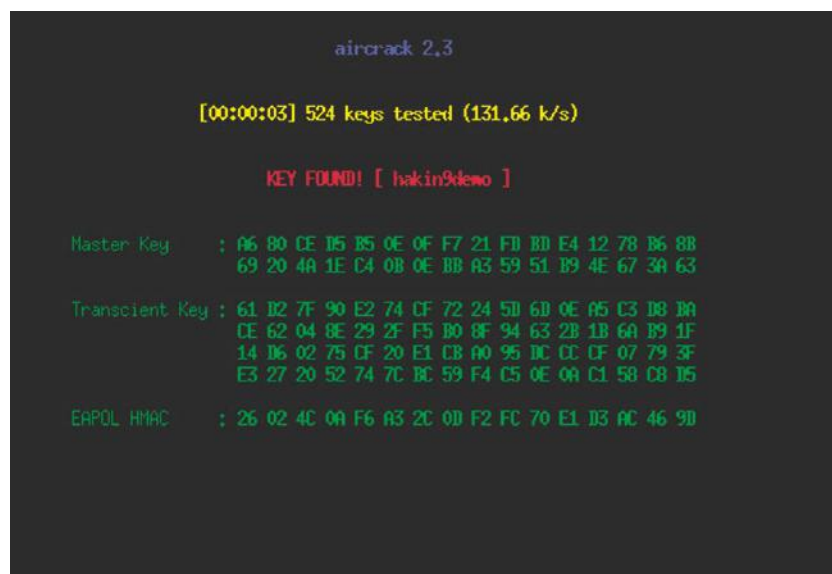 aircrack 2.3
[00:00:03] 524 keys tested (131.66 k/s)
KEY FOUND! [ hakin9demo ]
Master Key : A6 80 CE D5 B5 0E 0F F7 21 FD BD E4 12 78 B6 8B
69 20 4A 1E C4 0B 0E BB A3 59 51 B9 4E 67 3A 63
Transcient Key : 61 D2 7F 90 E2 74 CF 72 24 5D 6D 0E A5 C3 D8 BA
CE 62 04 8E 29 2F F5 B0 8F 94 63 2B 1B 6A B9 1F
14 D6 02 75 CF 20 E1 CB A0 95 DC CC CF 07 79 3F
E3 27 20 52 74 7C BC 59 F4 C5 0E 0A C1 58 C8 D5
EAPOL HMAC : 26 02 4C 0A F6 A3 2C 0D F2 FC 70 E1 D3 AC 46 9D